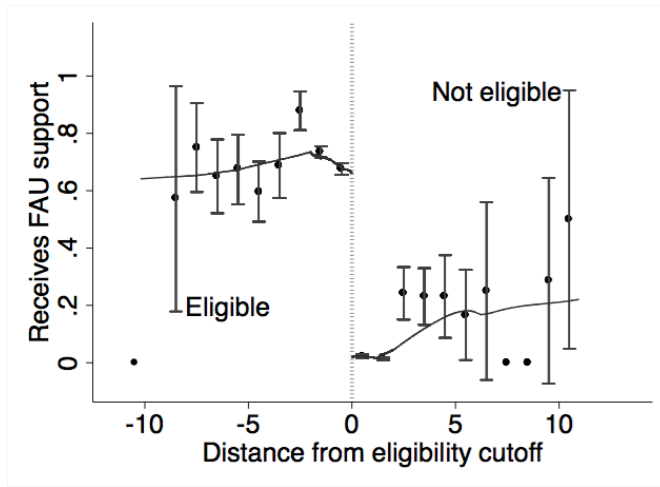 Receives FAU support
1
.8
.6
.4
.2
0
Not eligible
Eligible
-10 -5 0 5 10
Distance from eligibility cutoff